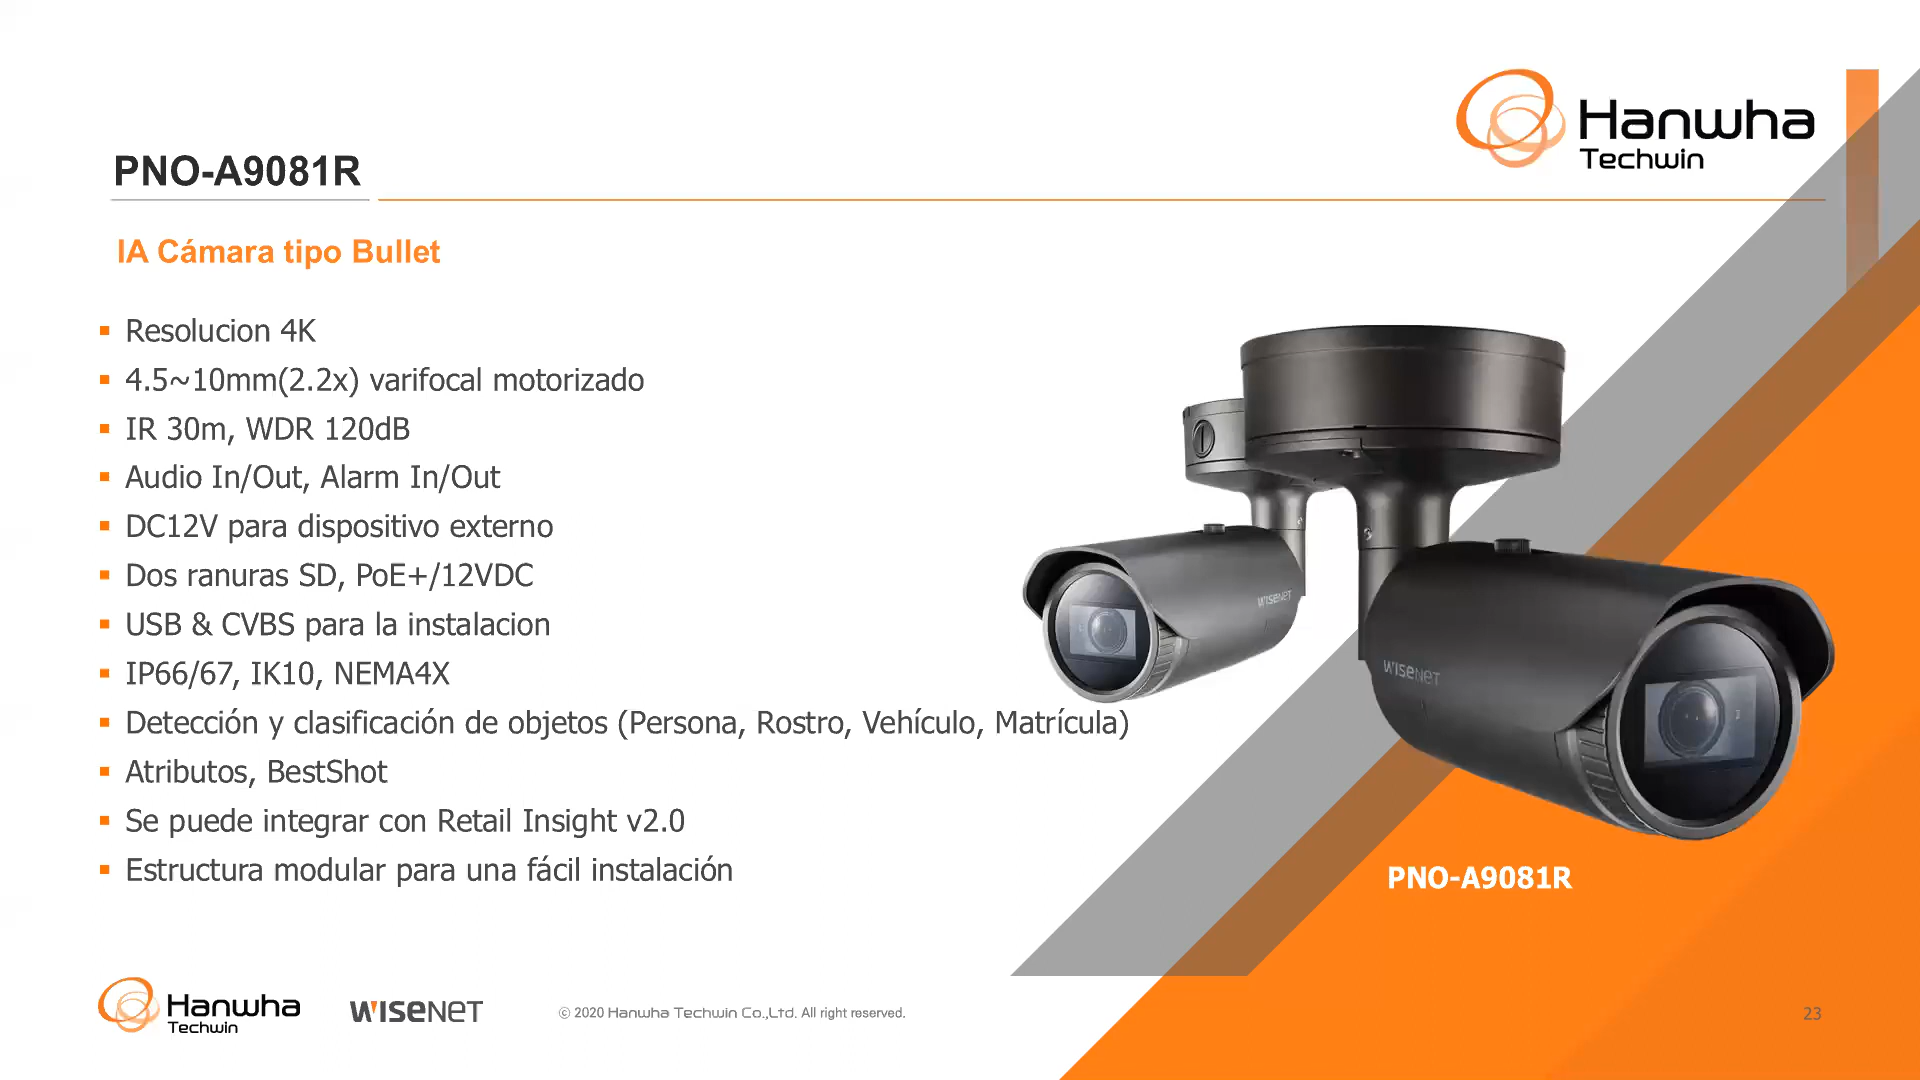 Hanwha
Techwin
PNO-A9081R
IA Cámara tipo Bullet
Resolucion 4K
4.5~10mm(2.2x) varifocal motorizado
IR 30m, WDR 120dB
Audio In/Out, Alarm In/Out
DC12V para dispositivo externo
Dos ranuras SD, PoE+/12VDC
USB & CVBS para la instalacion
IP66/67, IK10, NEMA4X
Detección y clasificación de objetos (Persona, Rostro, Vehículo, Matrícula)
Atributos, BestShot
Se puede integrar con Retail Insight v2.0
Estructura modular para una fácil instalación
WISENET
WISENET
PNO-A9081R
Hanwha
Techwin
WISENET
© 2020 Hanwha Techwin Co.,Ltd. All right reserved.
23